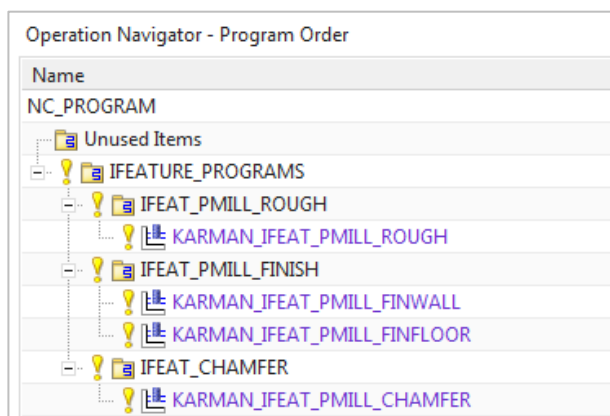 Operation Navigator - Program Order
Name
NC_PROGRAM
Unused Items
IFEATURE_PROGRAMS
IFEAT_PMILL_ROUGH
KARMAN_IFEAT_PMILL_ROUGH
IFEAT_PMILL_FINISH
KARMAN_IFEAT_PMILL_FINWALL
KARMAN_IFEAT_PMILL_FINFLOOR
IFEAT_CHAMFER
KARMAN_IFEAT_PMILL_CHAMFER